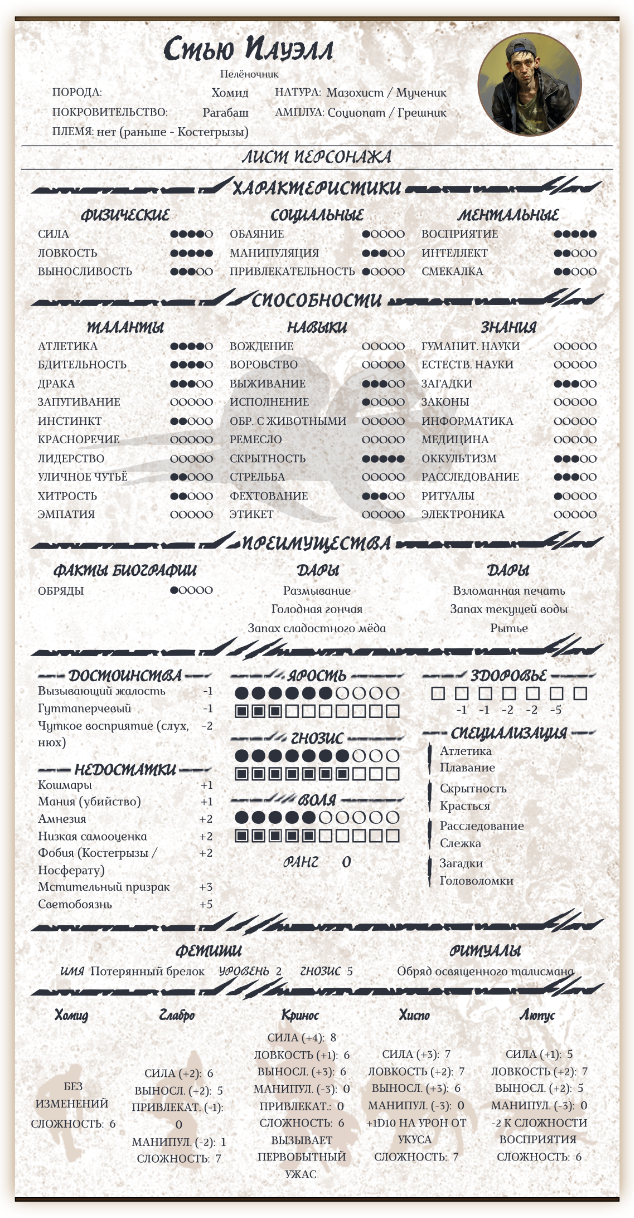 Стью Пауэлл
Пелёночник
ПОРОДА: Хомид НАТУРА: Мазохист / Мученик
ПОКРОВИТЕЛЬСТВО: Рагабаш АМПЛУА: Социопат / Грешник
ПЛЕМЯ: нет (раньше - Костегрызы)
ЛИСТ ПЕРСОНАЖА
ХАРАКТЕРИСТИКИ
ФИЗИЧЕСКИЕ СОЦИАЛЬНЫЕ МЕНТАЛЬНЫЕ
СИЛА ●●●●○ ОБАЯНИЕ ●○○○○ ВОСПРИЯТИЕ ●●●●●
ЛОВКОСТЬ ●●●●● МАНИПУЛЯЦИЯ ●●●○○ ИНТЕЛЛЕКТ ●●○○○
ВЫНОСЛИВОСТЬ ●●●○○ ПРИВЛЕКАТЕЛЬНОСТЬ ●○○○○ СМЕКАЛКА ●●○○○
СПОСОБНОСТИ
ТАЛАНТЫ НАВЫКИ ЗНАНИЯ
АТЛЕТИКА ●●●●○ ВОЖДЕНИЕ ○○○○○ ГУМАНИТ. НАУКИ ○○○○○
БДИТЕЛЬНОСТЬ ●●●●○ ВОРОВСТВО ○○○○○ ЕСТЕСТВ. НАУКИ ○○○○○
ДРАКА ●●●○○ ВЫЖИВАНИЕ ●●●○○ ЗАГАДКИ ●●●○○
ЗАПУГИВАНИЕ ○○○○○ ИСПОЛНЕНИЕ ●○○○○ ЗАКОНЫ ○○○○○
ИНСТИНКТ ●●○○○ ОБР. С ЖИВОТНЫМИ ○○○○○ ИНФОРМАТИКА ○○○○○
КРАСНОРЕЧИЕ ○○○○○ РЕМЕСЛО ○○○○○ МЕДИЦИНА ○○○○○
ЛИДЕРСТВО ○○○○○ СКРЫТНОСТЬ ●●●●● ОККУЛЬТИЗМ ●●●○○
УЛИЧНОЕ ЧУТЬЁ ●●○○○ СТРЕЛЬБА ○○○○○ РАССЛЕДОВАНИЕ ●●●○○
ХИТРОСТЬ ●●○○○ ФЕХТОВАНИЕ ●●●○○ РИТУАЛЫ ●○○○○
ЭМПАТИЯ ○○○○○ ЭТИКЕТ ○○○○○ ЭЛЕКТРОНИКА ○○○○○
ПРЕИМУЩЕСТВА
ФАКТЫ БИОГРАФИИ ДАРЫ ДАРЫ
ОБРЯДЫ ●○○○○ Размывание Взломанная печать
Голодная гончая Запах текущей воды
Запах сладостного мёда Рытье
ДОСТОИНСТВА
Вызывающий жалость -1
Гуттаперчевый -1
Чуткое восприятие (слух, -2
нюх)
НЕДОСТАТКИ
Кошмары +1
Мания (убийство) +1
Амнезия +2
Низкая самооценка +2
Фобия (Костегрызы / +2
Носферату)
Мстительный призрак +3
Светобоязнь +5
ЯРОСТЬ
●●●●●●○○○○
▣▣▣□□□□□□□
ГНОЗИС
●●●●●●●○○○
▣▣▣▣▣▣▣□□□
ВОЛЯ
●●●●●○○○○○
▣▣▣▣▣□□□□□
РАНГ 0
ЗДОРОВЬЕ
□ □ □ □ □ □ □
-1 -1 -2 -2 -5
СПЕЦИАЛИЗАЦИЯ
Атлетика
Плавание
Скрытность
Красться
Расследование
Слежка
Загадки
Головоломки
ФЕТИШИ РИТУАЛЫ
ИМЯ Потерянный брелок УРОВЕНЬ 2 ГНОЗИС 5 Обряд освященного талисмана
Хомид
БЕЗ
ИЗМЕНЕНИЙ
СЛОЖНОСТЬ: 6
Глабро
СИЛА (+2): 6
ВЫНОСЛ. (+2): 5
ПРИВЛЕКАТ. (-1):
0
МАНИПУЛ. (-2): 1
СЛОЖНОСТЬ: 7
Кринос
СИЛА (+4): 8
ЛОВКОСТЬ (+1): 6
ВЫНОСЛ. (+3): 6
МАНИПУЛ. (-3): 0
ПРИВЛЕКАТ.: 0
СЛОЖНОСТЬ: 6
ВЫЗЫВАЕТ
ПЕРВОБЫТНЫЙ
УЖАС
Хиспо
СИЛА (+3): 7
ЛОВКОСТЬ (+2): 7
ВЫНОСЛ. (+3): 6
МАНИПУЛ. (-3): 0
+1D10 НА УРОН ОТ
УКУСА
СЛОЖНОСТЬ: 7
Люпус
СИЛА (+1): 5
ЛОВКОСТЬ (+2): 7
ВЫНОСЛ. (+2): 5
МАНИПУЛ. (-3): 0
-2 К СЛОЖНОСТИ
ВОСПРИЯТИЯ
СЛОЖНОСТЬ: 6